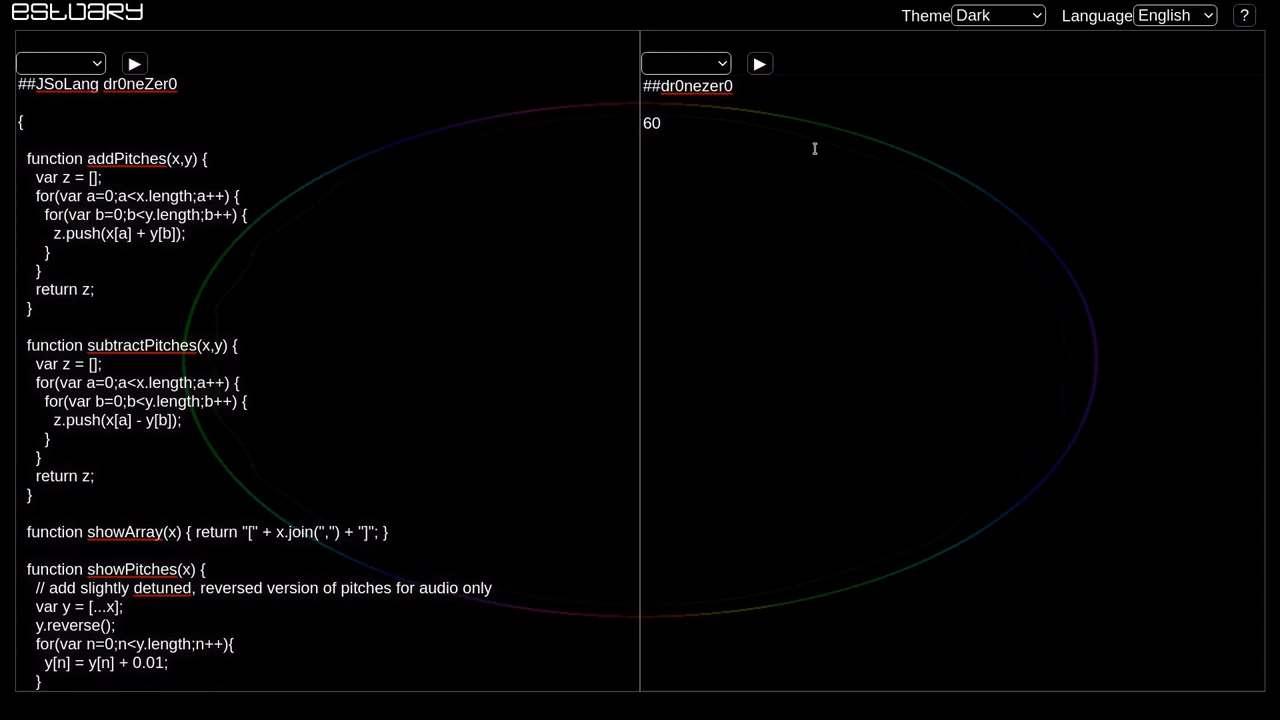 estuary
Theme Dark Language English ?
##JSoLang dr0neZer0
{
function addPitches(x,y) {
var z = [];
for(var a=0;a<x.length;a++) {
for(var b=0;b<y.length;b++) {
z.push(x[a] + y[b]);
}
}
return z;
}
function subtractPitches(x,y) {
var z = [];
for(var a=0;a<x.length;a++) {
for(var b=0;b<y.length;b++) {
z.push(x[a] - y[b]);
}
}
return z;
}
function showArray(x) { return "[" + x.join(",") + "]"; }
function showPitches(x) {
// add slightly detuned, reversed version of pitches for audio only
var y = [...x];
y.reverse();
for(var n=0;n<y.length;n++){
y[n] = y[n] + 0.01;
}
##dr0nezer0
60